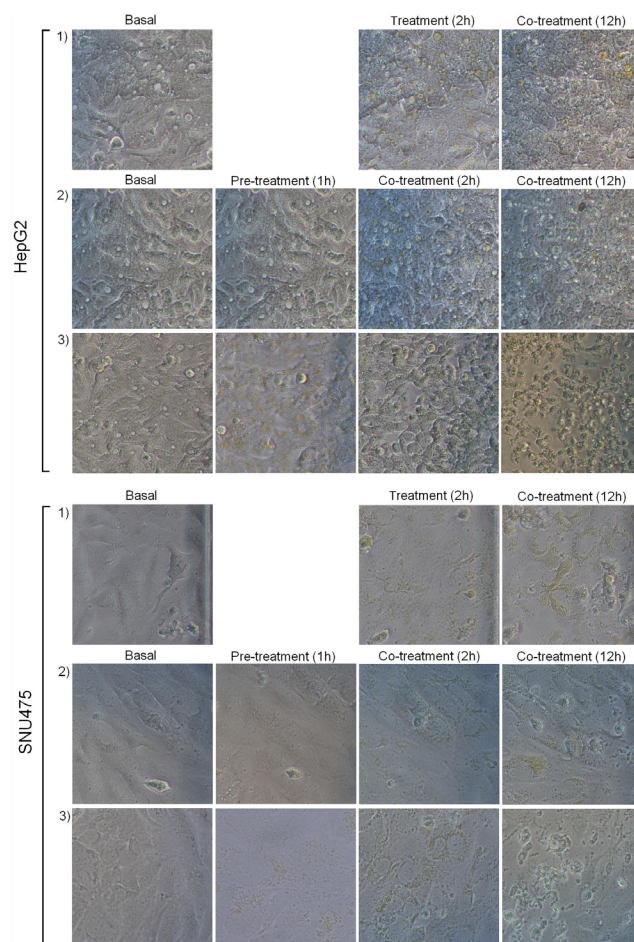 HepG2
Basal Treatment (2h) Co-treatment (12h)
1)
Basal Pre-treatment (1h) Co-treatment (2h) Co-treatment (12h)
2)
3)
SNU475
Basal Treatment (2h) Co-treatment (12h)
1)
Basal Pre-treatment (1h) Co-treatment (2h) Co-treatment (12h)
2)
3)